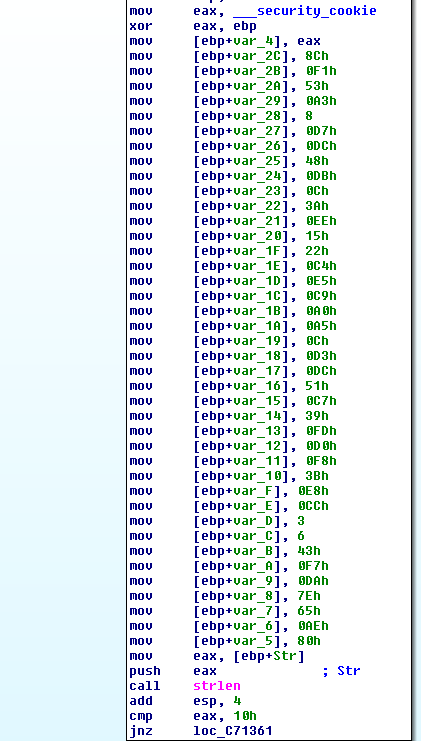 mov eax, ___security_cookie
xor eax, ebp
mov [ebp+var_4], eax
mov [ebp+var_2C], 8Ch
mov [ebp+var_2B], 0F1h
mov [ebp+var_2A], 53h
mov [ebp+var_29], 0A3h
mov [ebp+var_28], 8
mov [ebp+var_27], 0D7h
mov [ebp+var_26], 0DCh
mov [ebp+var_25], 48h
mov [ebp+var_24], 0DBh
mov [ebp+var_23], 0Ch
mov [ebp+var_22], 3Ah
mov [ebp+var_21], 0EEh
mov [ebp+var_20], 15h
mov [ebp+var_1F], 22h
mov [ebp+var_1E], 0C4h
mov [ebp+var_1D], 0E5h
mov [ebp+var_1C], 0C9h
mov [ebp+var_1B], 0A0h
mov [ebp+var_1A], 0A5h
mov [ebp+var_19], 0Ch
mov [ebp+var_18], 0D3h
mov [ebp+var_17], 0DCh
mov [ebp+var_16], 51h
mov [ebp+var_15], 0C7h
mov [ebp+var_14], 39h
mov [ebp+var_13], 0FDh
mov [ebp+var_12], 0D0h
mov [ebp+var_11], 0F8h
mov [ebp+var_10], 3Bh
mov [ebp+var_F], 0E8h
mov [ebp+var_E], 0CCh
mov [ebp+var_D], 3
mov [ebp+var_C], 6
mov [ebp+var_B], 43h
mov [ebp+var_A], 0F7h
mov [ebp+var_9], 0DAh
mov [ebp+var_8], 7Eh
mov [ebp+var_7], 65h
mov [ebp+var_6], 0AEh
mov [ebp+var_5], 80h
mov eax, [ebp+Str]
push eax ; Str
call strlen
add esp, 4
cmp eax, 10h
jnz loc_C71361